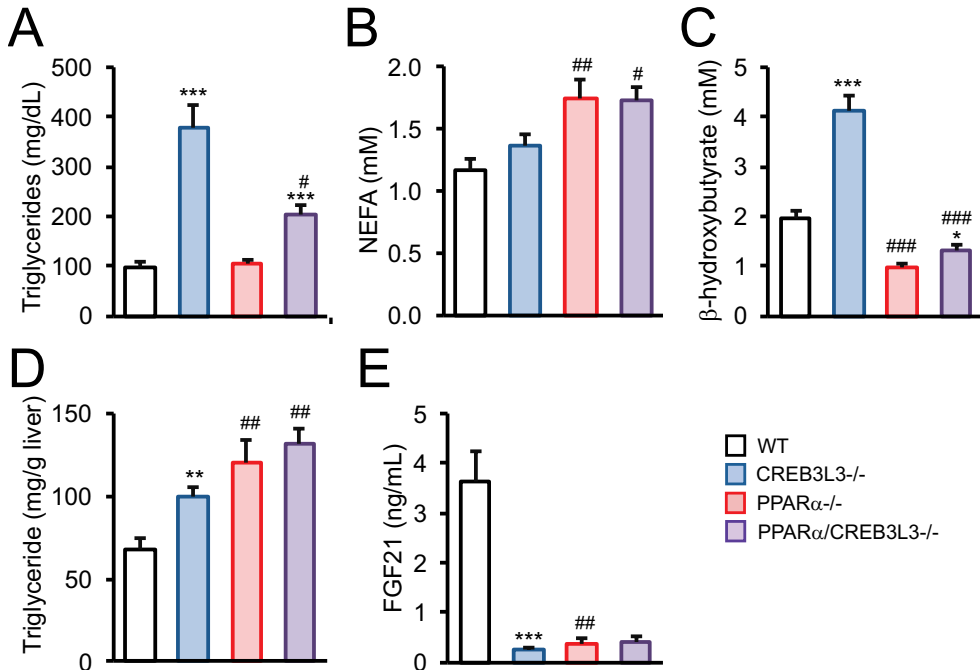 A
Triglycerides (mg/dL)
500
400
300
200
100
0
***
#
***
B
NEFA (mM)
2.0
1.5
1.0
0.5
0.0
##
#
C
β-hydroxybutyrate (mM)
5
4
3
2
1
0
***
###
###
*
D
Triglyceride (mg/g liver)
150
100
50
0
**
##
##
E
FGF21 (ng/mL)
5
4
3
2
1
0
***
##
WT
CREB3L3-/-
PPARα-/-
PPARα/CREB3L3-/-